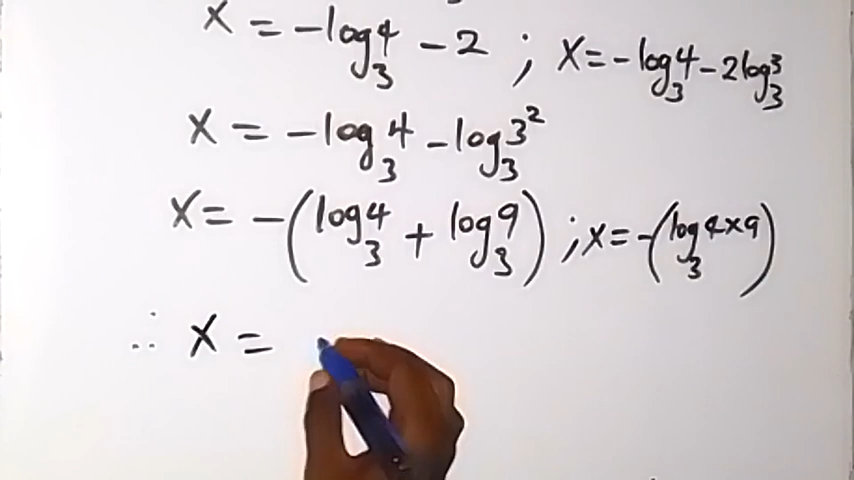 x = -log₃4 - 2 ; x = -log₃4 - 2log₃3
x = -log₃4 - log₃3²
x = -(log₃4 + log₃9) ; x = -(log₃4×9)
∴ x =